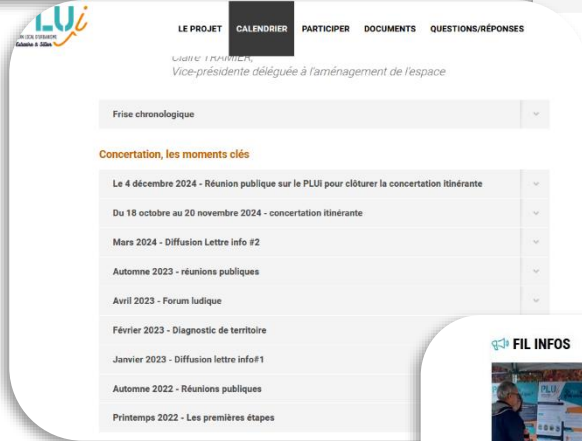 PLUi
LE PROJET CALENDRIER PARTICIPER DOCUMENTS QUESTIONS/RÉPONSES
Claire TRAMIER,
Vice-présidente déléguée à l'aménagement de l'espace
Frise chronologique
Concertation, les moments clés
Le 4 décembre 2024 - Réunion publique sur le PLUi pour clôturer la concertation itinérante
Du 18 octobre au 20 novembre 2024 - concertation itinérante
Mars 2024 - Diffusion Lettre info #2
Automne 2023 - réunions publiques
Avril 2023 - Forum ludique
Février 2023 - Diagnostic de territoire
Janvier 2023 - Diffusion lettre info#1
Automne 2022 - Réunions publiques
Printemps 2022 - Les premières étapes
FIL INFOS
PLUi